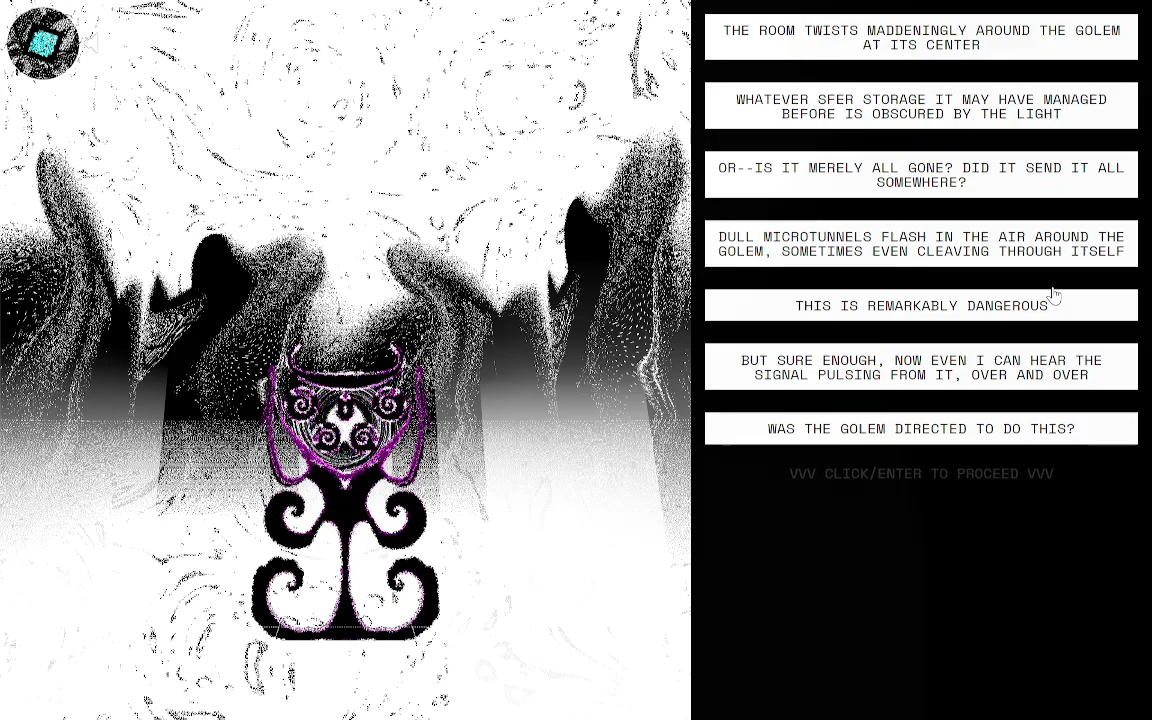 THE ROOM TWISTS MADDENINGLY AROUND THE GOLEM
AT ITS CENTER
WHATEVER SFER STORAGE IT MAY HAVE MANAGED
BEFORE IS OBSCURED BY THE LIGHT
OR--IS IT MERELY ALL GONE? DID IT SEND IT ALL
SOMEWHERE?
DULL MICROTUNNELS FLASH IN THE AIR AROUND THE
GOLEM, SOMETIMES EVEN CLEAVING THROUGH ITSELF
THIS IS REMARKABLY DANGEROUS
BUT SURE ENOUGH, NOW EVEN I CAN HEAR THE
SIGNAL PULSING FROM IT, OVER AND OVER
WAS THE GOLEM DIRECTED TO DO THIS?
VVV CLICK/ENTER TO PROCEED VVV